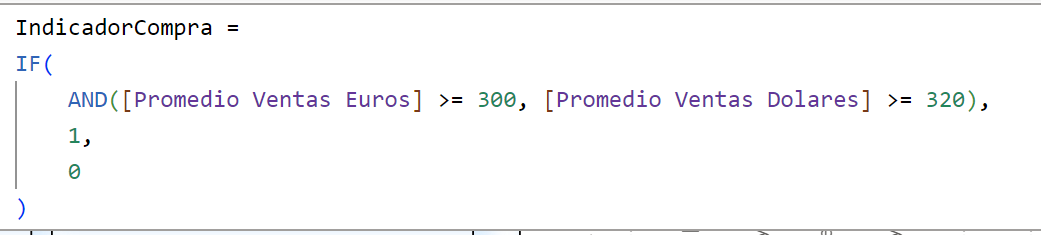 IndicadorCompra =
IF(
AND([Promedio Ventas Euros] >= 300, [Promedio Ventas Dolares] >= 320),
1,
0
)